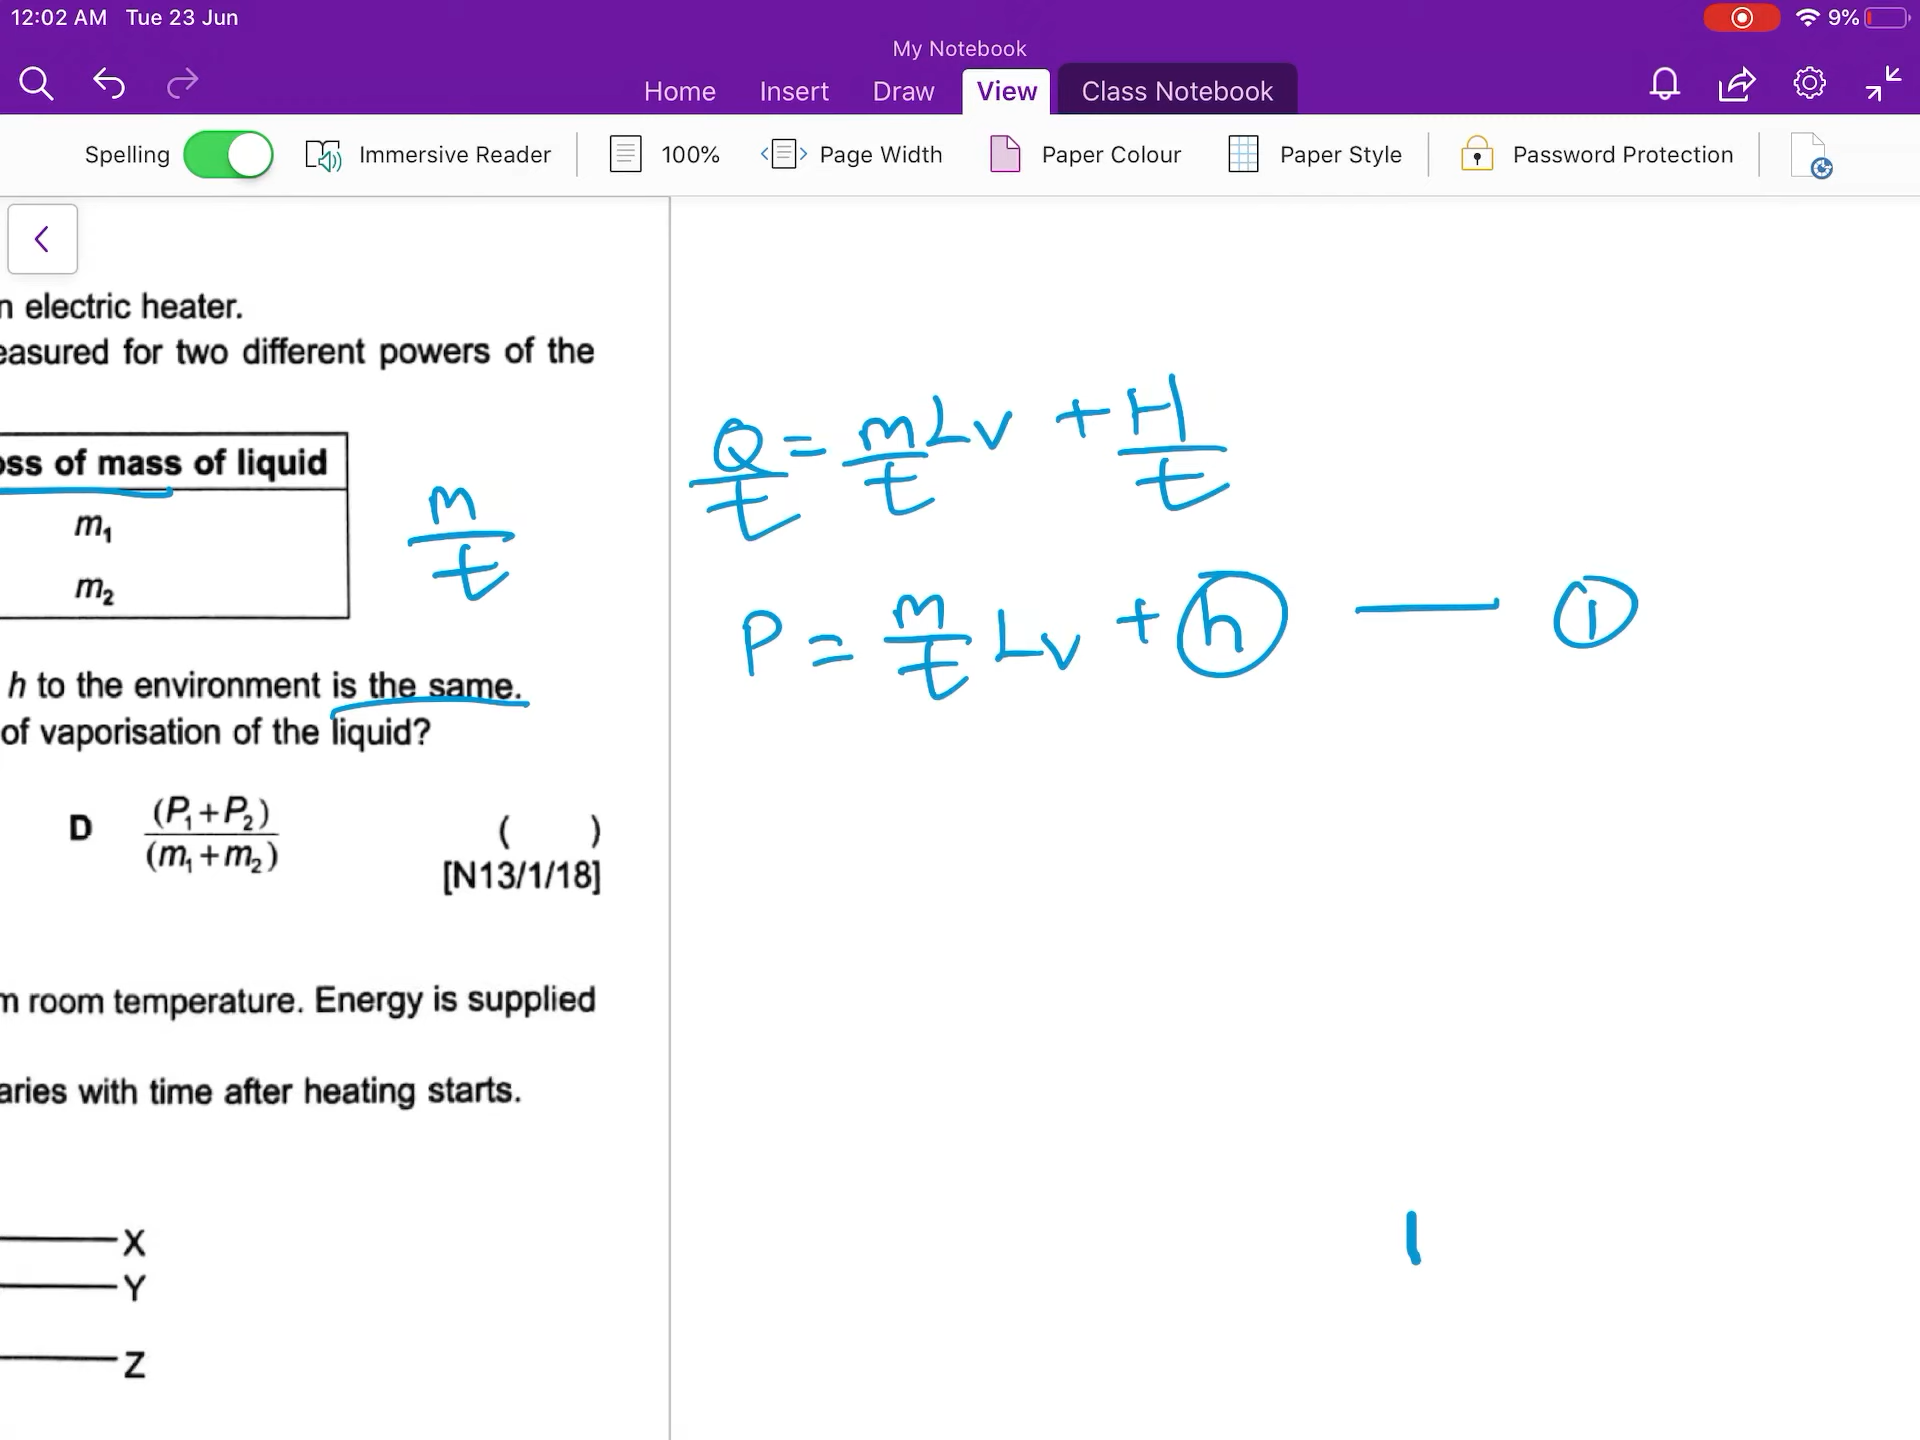 12:02 AM Tue 23 Jun 9%
My Notebook
Home Insert Draw View Class Notebook
Spelling Immersive Reader 100% Page Width Paper Colour Paper Style Password Protection
n electric heater.
easured for two different powers of the
oss of mass of liquid
m₁
m₂
m/t
h to the environment is the same.
of vaporisation of the liquid?
D (P₁+P₂)/(m₁+m₂) ( )
[N13/1/18]
m room temperature. Energy is supplied
aries with time after heating starts.
X
Y
Z
Q/t = m/t Lv + H/t
P = m/t Lv + h — ①